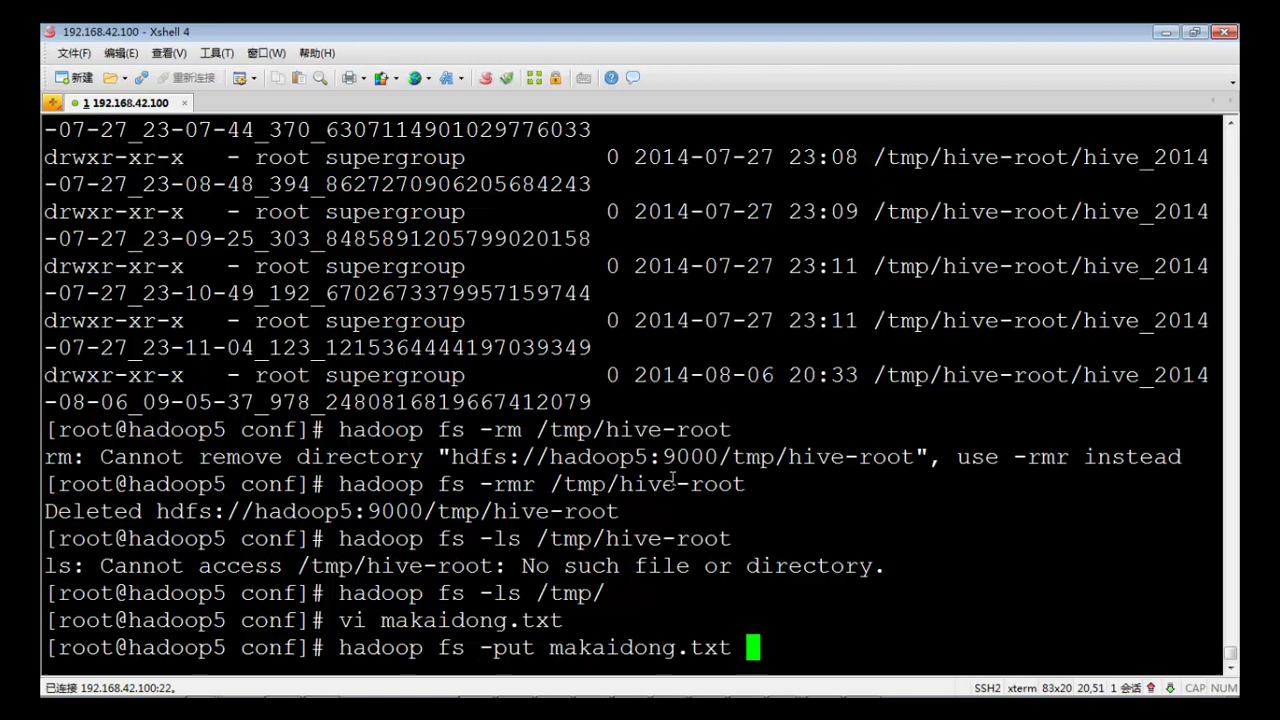 192.168.42.100 - Xshell 4
文件(F) 编辑(E) 查看(V) 工具(T) 窗口(W) 帮助(H)
新建 重新连接
1 192.168.42.100
-07-27_23-07-44_370_6307114901029776033
drwxr-xr-x - root supergroup 0 2014-07-27 23:08 /tmp/hive-root/hive_2014
-07-27_23-08-48_394_8627270906205684243
drwxr-xr-x - root supergroup 0 2014-07-27 23:09 /tmp/hive-root/hive_2014
-07-27_23-09-25_303_8485891205799020158
drwxr-xr-x - root supergroup 0 2014-07-27 23:11 /tmp/hive-root/hive_2014
-07-27_23-10-49_192_6702673379957159744
drwxr-xr-x - root supergroup 0 2014-07-27 23:11 /tmp/hive-root/hive_2014
-07-27_23-11-04_123_1215364444197039349
drwxr-xr-x - root supergroup 0 2014-08-06 20:33 /tmp/hive-root/hive_2014
-08-06_09-05-37_978_2480816819667412079
[root@hadoop5 conf]# hadoop fs -rm /tmp/hive-root
rm: Cannot remove directory "hdfs://hadoop5:9000/tmp/hive-root", use -rmr instead
[root@hadoop5 conf]# hadoop fs -rmr /tmp/hive-root
Deleted hdfs://hadoop5:9000/tmp/hive-root
[root@hadoop5 conf]# hadoop fs -ls /tmp/hive-root
ls: Cannot access /tmp/hive-root: No such file or directory.
[root@hadoop5 conf]# hadoop fs -ls /tmp/
[root@hadoop5 conf]# vi makaidong.txt
[root@hadoop5 conf]# hadoop fs -put makaidong.txt
已连接 192.168.42.100:22。 SSH2 xterm 83x20 20,51 1 会话 CAP NUM